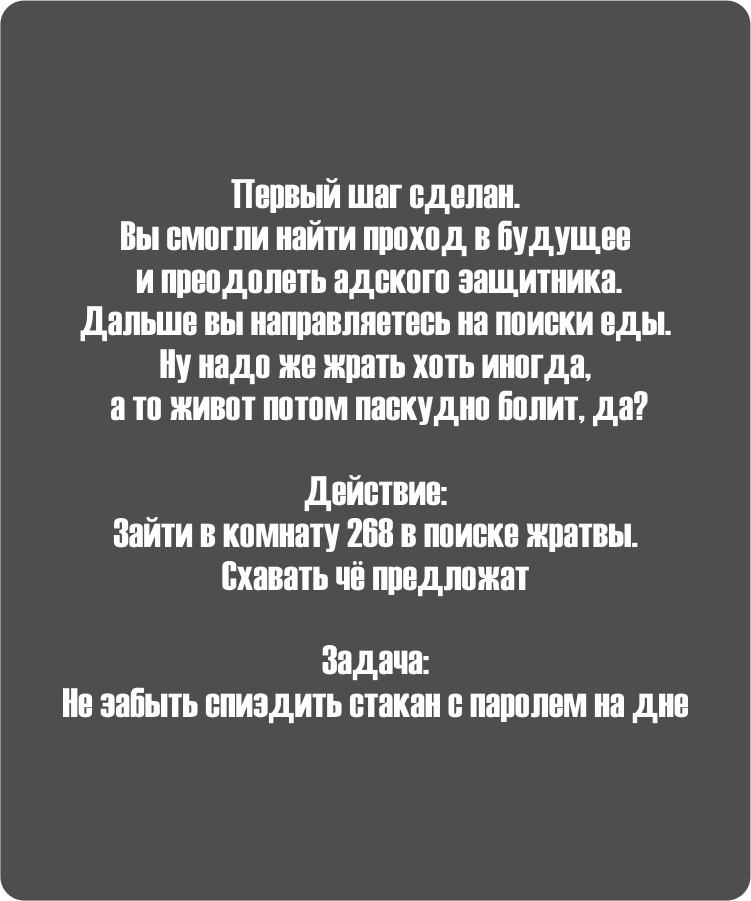 Первый шаг сделан.
Вы смогли найти проход в будущее
и преодолеть адского защитника.
Дальше вы направляетесь на поиски еды.
Ну надо же жрать хоть иногда,
а то живот потом паскудно болит, да?
Действие:
Зайти в комнату 268 в поиске жратвы.
Схавать чё предложат
Задача:
Не забыть спиздить стакан с паролем на дне